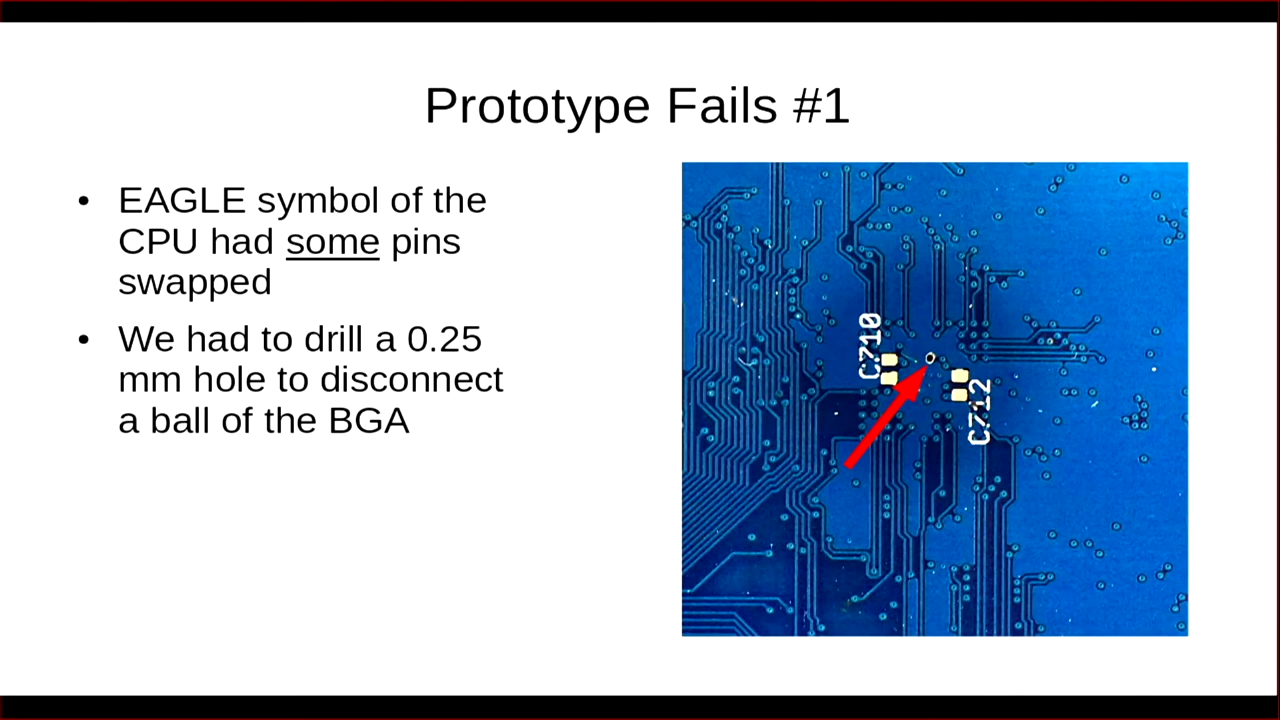 Prototype Fails #1
• EAGLE symbol of the
CPU had some pins
swapped
• We had to drill a 0.25
mm hole to disconnect
a ball of the BGA
C710
C712